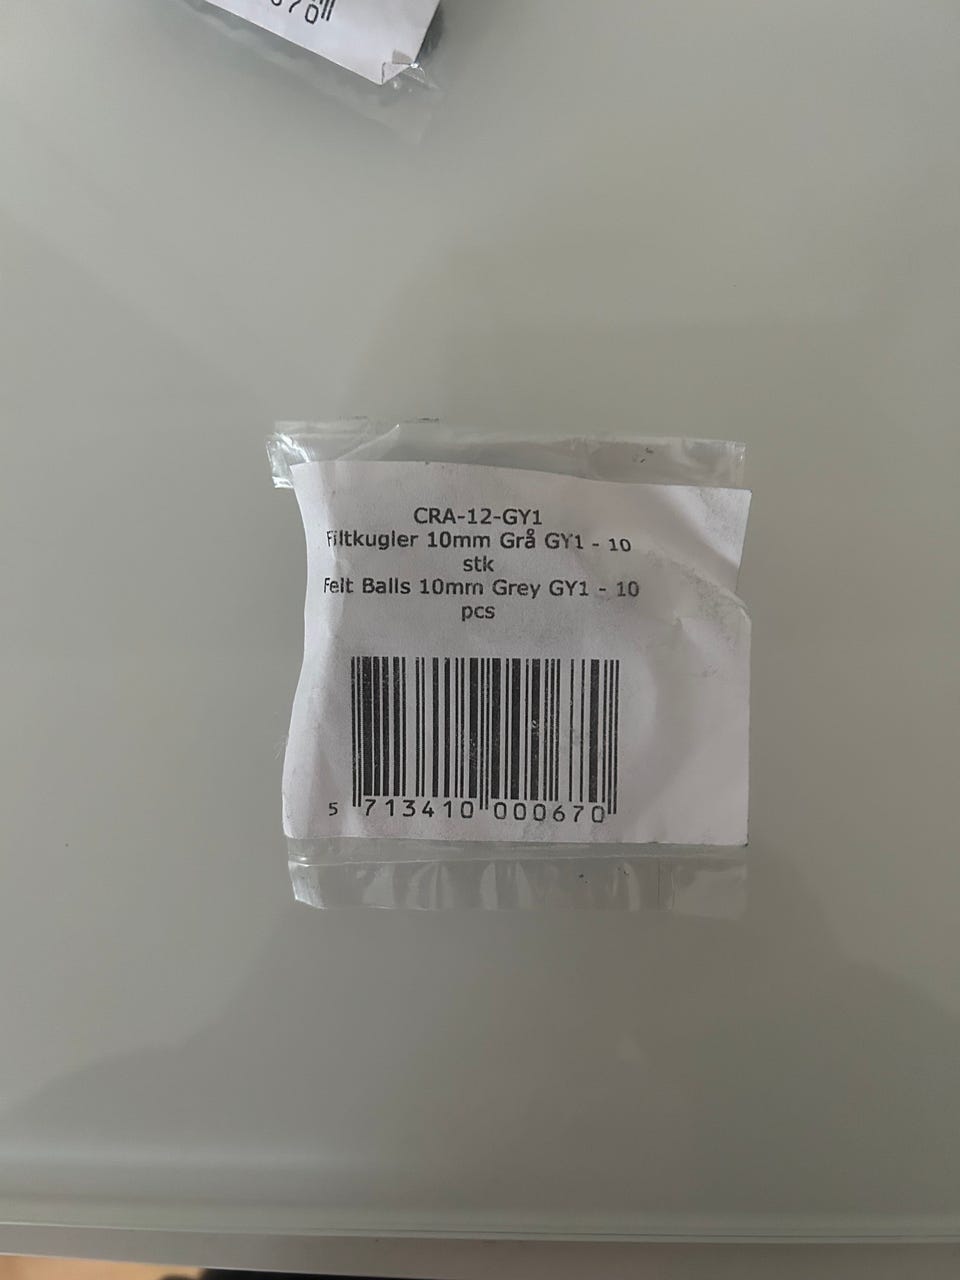 670
CRA-12-GY1
Filtkugler 10mm Grå GY1 - 10
stk
Felt Balls 10mm Grey GY1 - 10
pcs
5 713410 000670